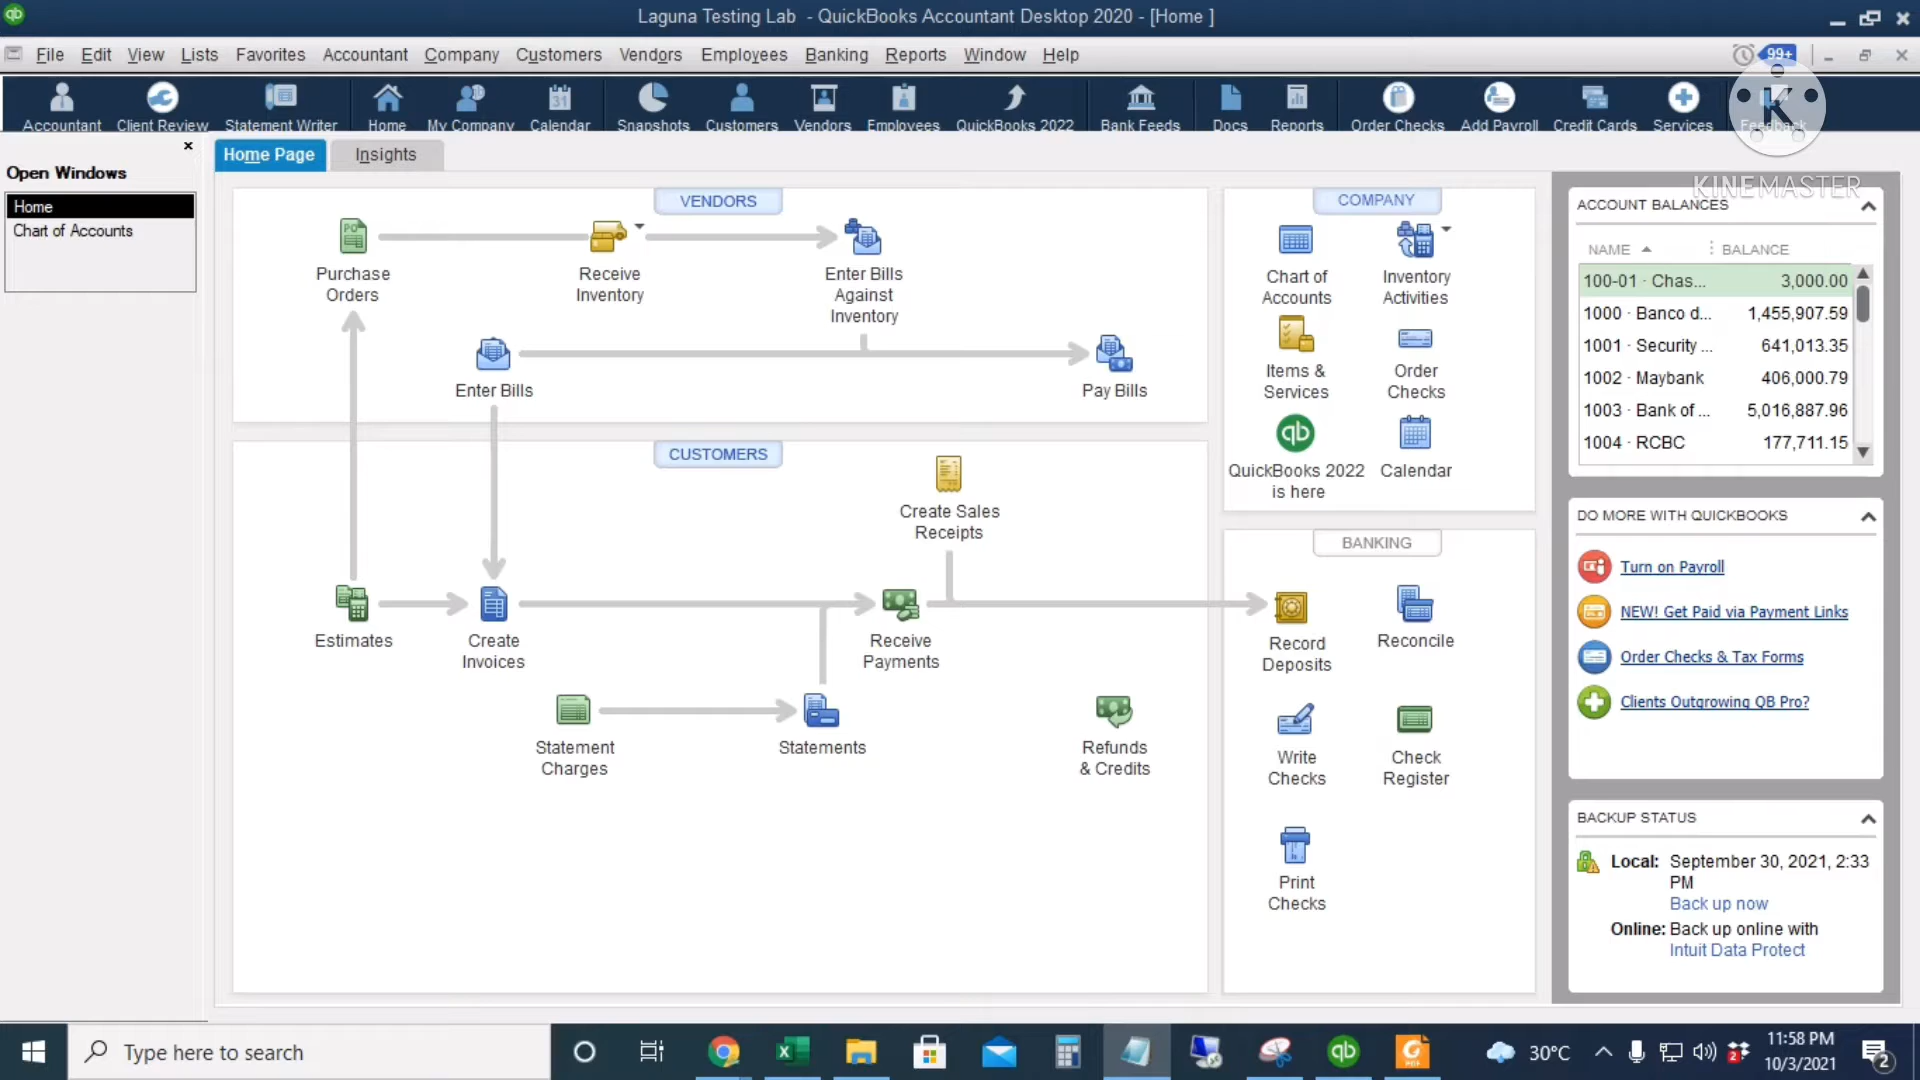 Laguna Testing Lab - QuickBooks Accountant Desktop 2020 - [Home ]
File Edit View Lists Favorites Accountant Company Customers Vendors Employees Banking Reports Window Help
99+
Accountant Client Review Statement Writer Home My Company Calendar Snapshots Customers Vendors Employees QuickBooks 2022 Bank Feeds Docs Reports Order Checks Add Payroll Credit Cards Services Feedback
K
KINEMASTER
Open Windows
Home
Chart of Accounts
Home Page Insights
VENDORS
Purchase
Orders
Receive
Inventory
Enter Bills
Against
Inventory
Enter Bills
Pay Bills
CUSTOMERS
Create Sales
Receipts
Estimates
Create
Invoices
Receive
Payments
Statement
Charges
Statements
Refunds
& Credits
COMPANY
Chart of
Accounts
Inventory
Activities
Items &
Services
Order
Checks
qb
QuickBooks 2022
is here
Calendar
BANKING
Record
Deposits
Reconcile
Write
Checks
Check
Register
Print
Checks
ACCOUNT BALANCES
NAME BALANCE
100-01 · Chas... 3,000.00
1000 · Banco d... 1,455,907.59
1001 · Security ... 641,013.35
1002 · Maybank 406,000.79
1003 · Bank of ... 5,016,887.96
1004 · RCBC 177,711.15
DO MORE WITH QUICKBOOKS
Turn on Payroll
NEW! Get Paid via Payment Links
Order Checks & Tax Forms
Clients Outgrowing QB Pro?
BACKUP STATUS
Local: September 30, 2021, 2:33
PM
Back up now
Online: Back up online with
Intuit Data Protect
Type here to search
30°C
11:58 PM
10/3/2021
2